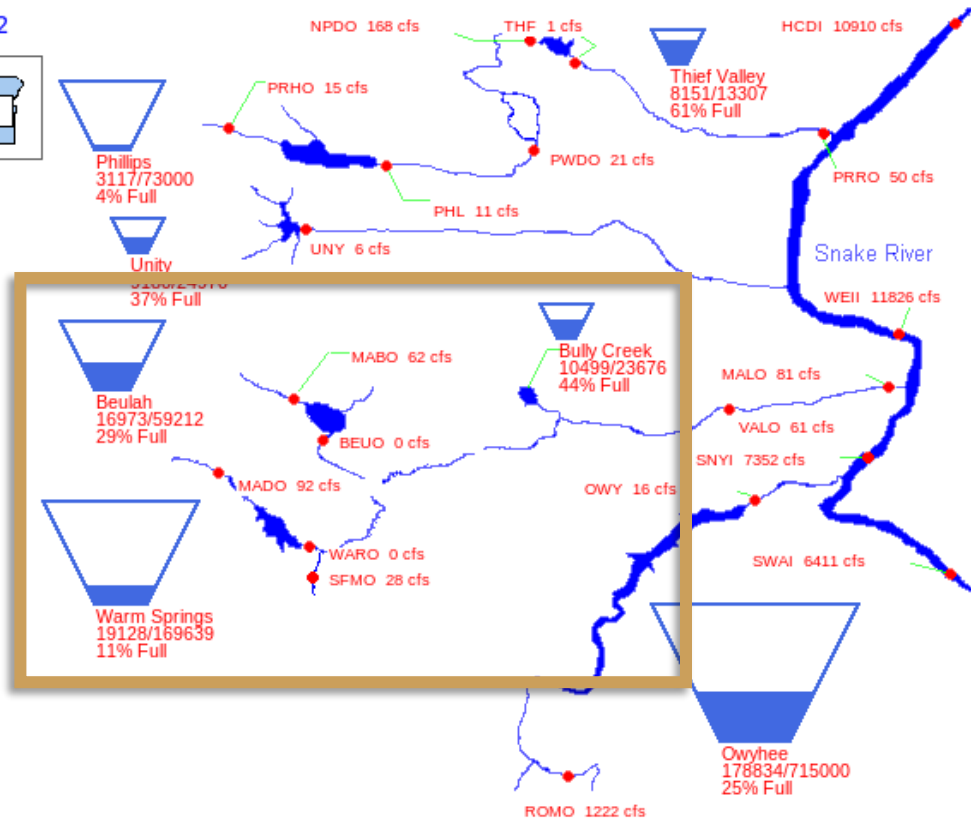 2
NPDO 168 cfs
THF 1 cfs
HCDI 10910 cfs
Thief Valley
8151/13307
61% Full
PRHO 15 cfs
Phillips
3117/73000
4% Full
PWDO 21 cfs
PRRO 50 cfs
PHL 11 cfs
UNY 6 cfs
Snake River
Unity
37% Full
WEII 11826 cfs
Bully Creek
10499/23676
44% Full
MABO 62 cfs
MALO 81 cfs
Beulah
16973/59212
29% Full
VALO 61 cfs
BEUO 0 cfs
SNYI 7352 cfs
MADO 92 cfs
OWY 16 cfs
WARO 0 cfs
SWAI 6411 cfs
SFMO 28 cfs
Warm Springs
19128/169639
11% Full
Owyhee
178834/715000
25% Full
ROMO 1222 cfs